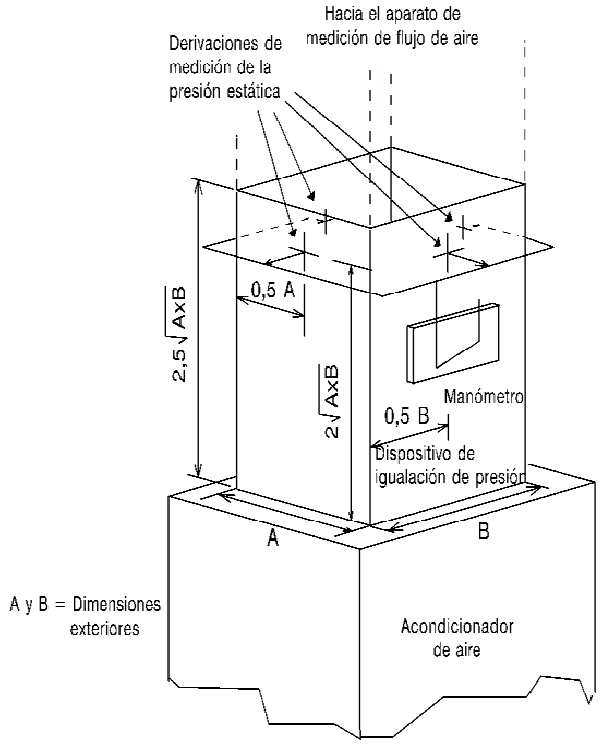 Hacia el aparato de
medición de flujo de aire
Derivaciones de
medición de la
presión estática
0,5 A
2,5√AxB
2√AxB
Manómetro
0,5 B
Dispositivo de
igualación de presión
A
B
A y B = Dimensiones
exteriores
Acondicionador
de aire